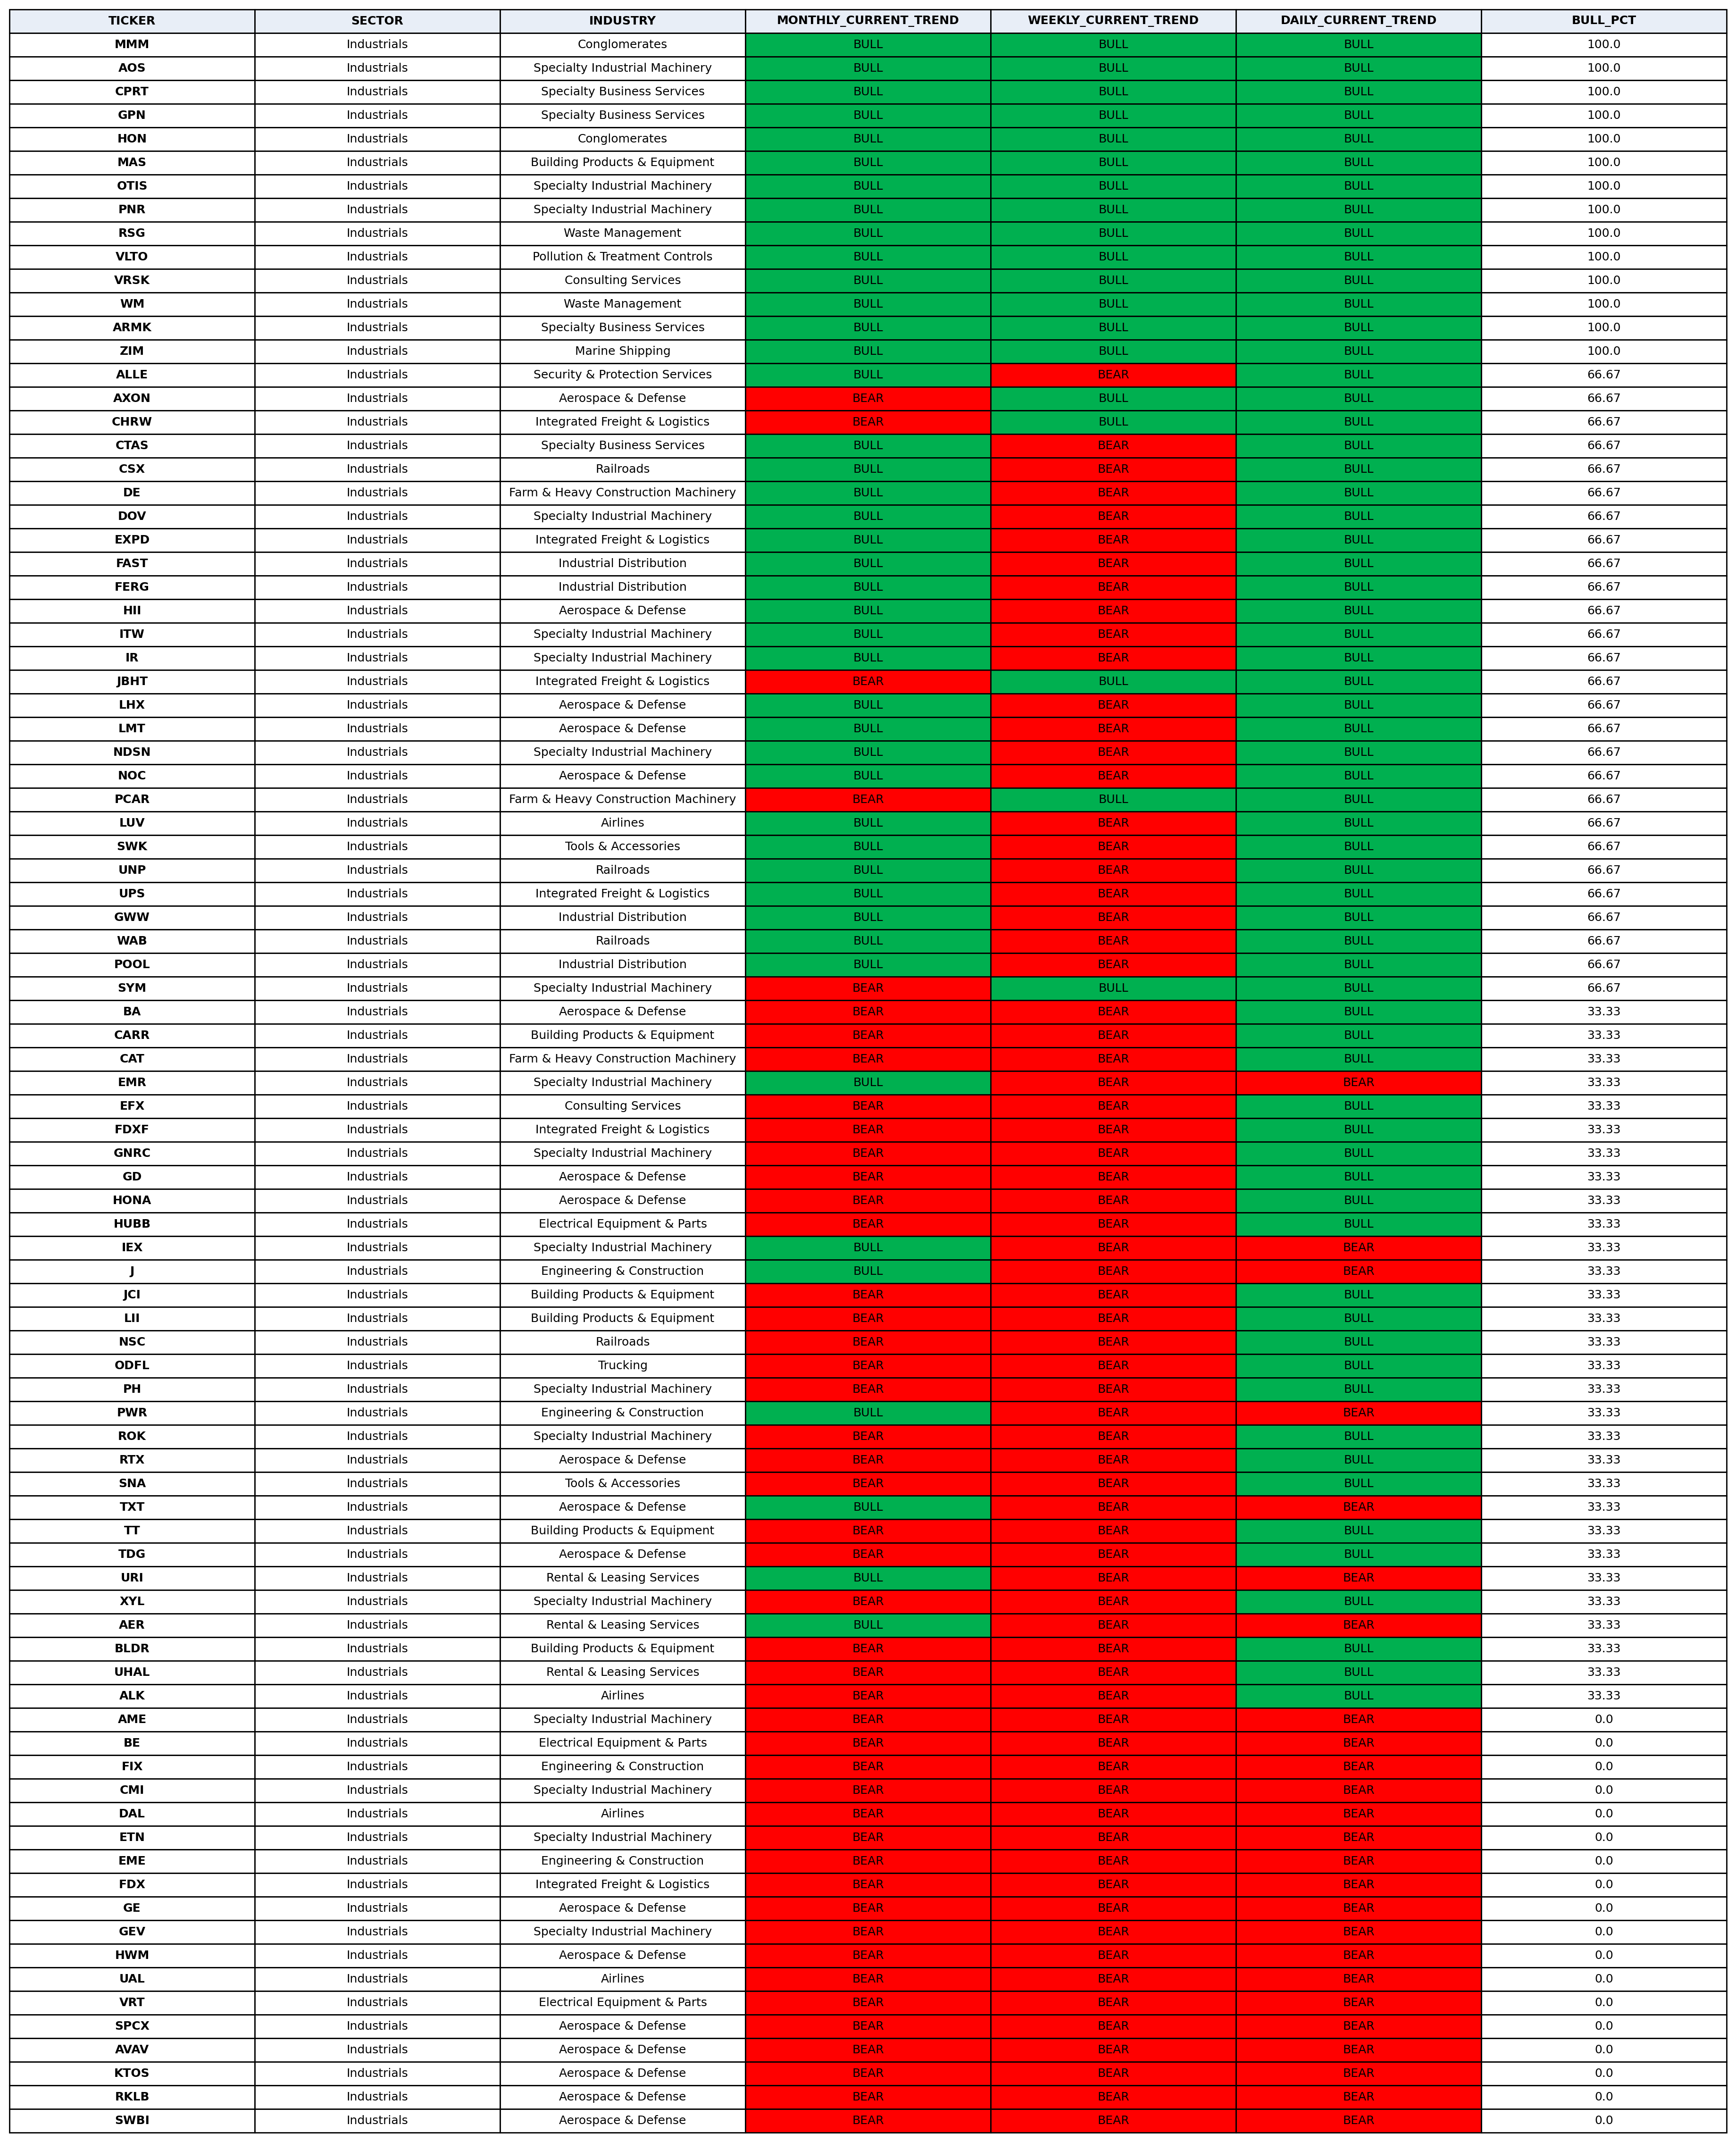 TICKER SECTOR INDUSTRY MONTHLY_CURRENT_TREND WEEKLY_CURRENT_TREND DAILY_CURRENT_TREND BULL_PCT
MMM Industrials Conglomerates BULL BULL BULL 100.0
AOS Industrials Specialty Industrial Machinery BULL BULL BULL 100.0
CPRT Industrials Specialty Business Services BULL BULL BULL 100.0
GPN Industrials Specialty Business Services BULL BULL BULL 100.0
HON Industrials Conglomerates BULL BULL BULL 100.0
MAS Industrials Building Products & Equipment BULL BULL BULL 100.0
OTIS Industrials Specialty Industrial Machinery BULL BULL BULL 100.0
PNR Industrials Specialty Industrial Machinery BULL BULL BULL 100.0
RSG Industrials Waste Management BULL BULL BULL 100.0
VLTO Industrials Pollution & Treatment Controls BULL BULL BULL 100.0
VRSK Industrials Consulting Services BULL BULL BULL 100.0
WM Industrials Waste Management BULL BULL BULL 100.0
ARMK Industrials Specialty Business Services BULL BULL BULL 100.0
ZIM Industrials Marine Shipping BULL BULL BULL 100.0
ALLE Industrials Security & Protection Services BULL BEAR BULL 66.67
AXON Industrials Aerospace & Defense BEAR BULL BULL 66.67
CHRW Industrials Integrated Freight & Logistics BEAR BULL BULL 66.67
CTAS Industrials Specialty Business Services BULL BEAR BULL 66.67
CSX Industrials Railroads BULL BEAR BULL 66.67
DE Industrials Farm & Heavy Construction Machinery BULL BEAR BULL 66.67
DOV Industrials Specialty Industrial Machinery BULL BEAR BULL 66.67
EXPD Industrials Integrated Freight & Logistics BULL BEAR BULL 66.67
FAST Industrials Industrial Distribution BULL BEAR BULL 66.67
FERG Industrials Industrial Distribution BULL BEAR BULL 66.67
HII Industrials Aerospace & Defense BULL BEAR BULL 66.67
ITW Industrials Specialty Industrial Machinery BULL BEAR BULL 66.67
IR Industrials Specialty Industrial Machinery BULL BEAR BULL 66.67
JBHT Industrials Integrated Freight & Logistics BEAR BULL BULL 66.67
LHX Industrials Aerospace & Defense BULL BEAR BULL 66.67
LMT Industrials Aerospace & Defense BULL BEAR BULL 66.67
NDSN Industrials Specialty Industrial Machinery BULL BEAR BULL 66.67
NOC Industrials Aerospace & Defense BULL BEAR BULL 66.67
PCAR Industrials Farm & Heavy Construction Machinery BEAR BULL BULL 66.67
LUV Industrials Airlines BULL BEAR BULL 66.67
SWK Industrials Tools & Accessories BULL BEAR BULL 66.67
UNP Industrials Railroads BULL BEAR BULL 66.67
UPS Industrials Integrated Freight & Logistics BULL BEAR BULL 66.67
GWW Industrials Industrial Distribution BULL BEAR BULL 66.67
WAB Industrials Railroads BULL BEAR BULL 66.67
POOL Industrials Industrial Distribution BULL BEAR BULL 66.67
SYM Industrials Specialty Industrial Machinery BEAR BULL BULL 66.67
BA Industrials Aerospace & Defense BEAR BEAR BULL 33.33
CARR Industrials Building Products & Equipment BEAR BEAR BULL 33.33
CAT Industrials Farm & Heavy Construction Machinery BEAR BEAR BULL 33.33
EMR Industrials Specialty Industrial Machinery BULL BEAR BEAR 33.33
EFX Industrials Consulting Services BEAR BEAR BULL 33.33
FDXF Industrials Integrated Freight & Logistics BEAR BEAR BULL 33.33
GNRC Industrials Specialty Industrial Machinery BEAR BEAR BULL 33.33
GD Industrials Aerospace & Defense BEAR BEAR BULL 33.33
HONA Industrials Aerospace & Defense BEAR BEAR BULL 33.33
HUBB Industrials Electrical Equipment & Parts BEAR BEAR BULL 33.33
IEX Industrials Specialty Industrial Machinery BULL BEAR BEAR 33.33
J Industrials Engineering & Construction BULL BEAR BEAR 33.33
JCI Industrials Building Products & Equipment BEAR BEAR BULL 33.33
LII Industrials Building Products & Equipment BEAR BEAR BULL 33.33
NSC Industrials Railroads BEAR BEAR BULL 33.33
ODFL Industrials Trucking BEAR BEAR BULL 33.33
PH Industrials Specialty Industrial Machinery BEAR BEAR BULL 33.33
PWR Industrials Engineering & Construction BULL BEAR BEAR 33.33
ROK Industrials Specialty Industrial Machinery BEAR BEAR BULL 33.33
RTX Industrials Aerospace & Defense BEAR BEAR BULL 33.33
SNA Industrials Tools & Accessories BEAR BEAR BULL 33.33
TXT Industrials Aerospace & Defense BULL BEAR BEAR 33.33
TT Industrials Building Products & Equipment BEAR BEAR BULL 33.33
TDG Industrials Aerospace & Defense BEAR BEAR BULL 33.33
URI Industrials Rental & Leasing Services BULL BEAR BEAR 33.33
XYL Industrials Specialty Industrial Machinery BEAR BEAR BULL 33.33
AER Industrials Rental & Leasing Services BULL BEAR BEAR 33.33
BLDR Industrials Building Products & Equipment BEAR BEAR BULL 33.33
UHAL Industrials Rental & Leasing Services BEAR BEAR BULL 33.33
ALK Industrials Airlines BEAR BEAR BULL 33.33
AME Industrials Specialty Industrial Machinery BEAR BEAR BEAR 0.0
BE Industrials Electrical Equipment & Parts BEAR BEAR BEAR 0.0
FIX Industrials Engineering & Construction BEAR BEAR BEAR 0.0
CMI Industrials Specialty Industrial Machinery BEAR BEAR BEAR 0.0
DAL Industrials Airlines BEAR BEAR BEAR 0.0
ETN Industrials Specialty Industrial Machinery BEAR BEAR BEAR 0.0
EME Industrials Engineering & Construction BEAR BEAR BEAR 0.0
FDX Industrials Integrated Freight & Logistics BEAR BEAR BEAR 0.0
GE Industrials Aerospace & Defense BEAR BEAR BEAR 0.0
GEV Industrials Specialty Industrial Machinery BEAR BEAR BEAR 0.0
HWM Industrials Aerospace & Defense BEAR BEAR BEAR 0.0
UAL Industrials Airlines BEAR BEAR BEAR 0.0
VRT Industrials Electrical Equipment & Parts BEAR BEAR BEAR 0.0
SPCX Industrials Aerospace & Defense BEAR BEAR BEAR 0.0
AVAV Industrials Aerospace & Defense BEAR BEAR BEAR 0.0
KTOS Industrials Aerospace & Defense BEAR BEAR BEAR 0.0
RKLB Industrials Aerospace & Defense BEAR BEAR BEAR 0.0
SWBI Industrials Aerospace & Defense BEAR BEAR BEAR 0.0